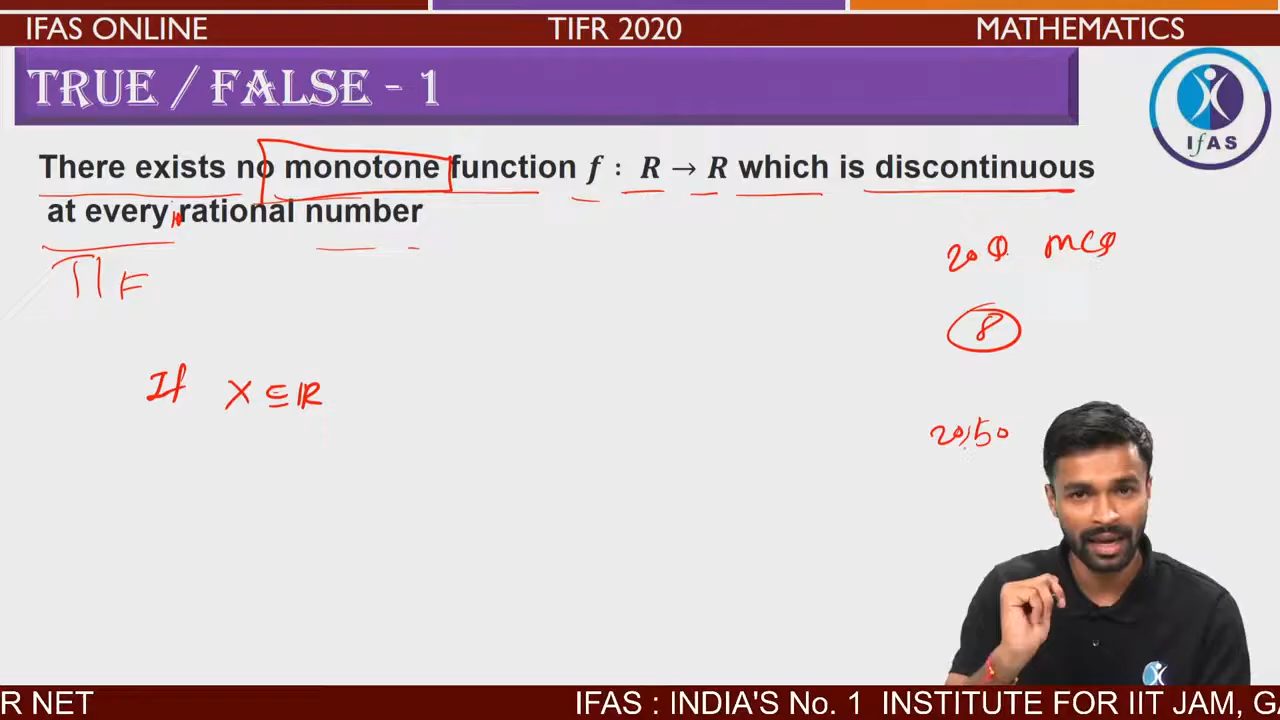 IFAS ONLINE TIFR 2020 MATHEMATICS
TRUE / FALSE - 1
IfAS
There exists no monotone function f : R → R which is discontinuous
at every rational number
20 Q MCQ
T/F
8
If X ⊆ ℝ
20,50
R NET IFAS : INDIA'S No. 1 INSTITUTE FOR IIT JAM, GA